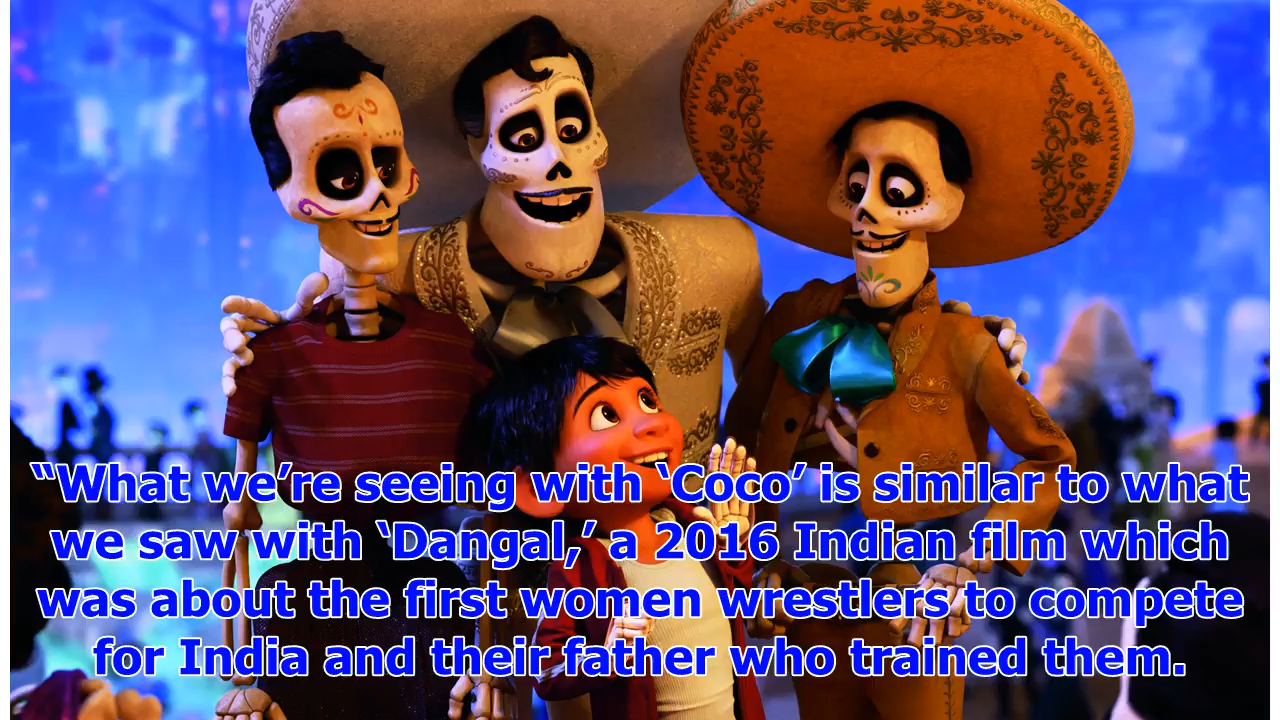 “What we’re seeing with ‘Coco’ is similar to what
we saw with ‘Dangal,’ a 2016 Indian film which
was about the first women wrestlers to compete
for India and their father who trained them.